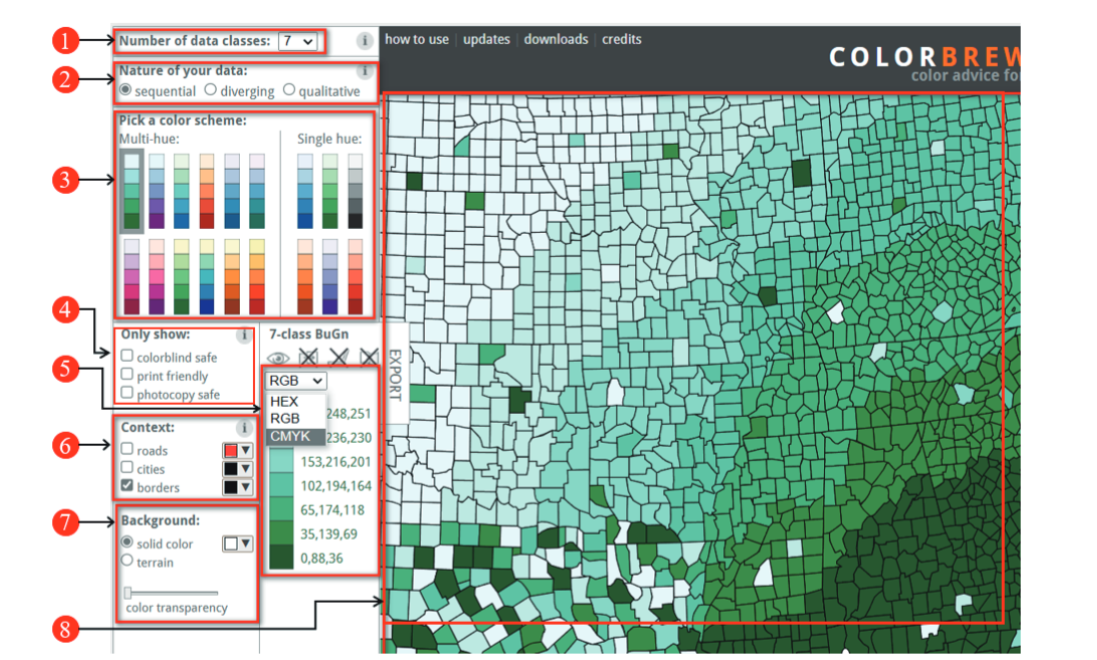 1
Number of data classes: 7
i
how to use | updates | downloads | credits
COLORBREW
color advice fo
2
Nature of your data:
i
sequential diverging qualitative
3
Pick a color scheme:
Multi-hue: Single hue:
4
Only show: i
colorblind safe
print friendly
photocopy safe
5
7-class BuGn
EXPORT
RGB
HEX
RGB
CMYK
248,251
236,230
153,216,201
102,194,164
65,174,118
35,139,69
0,88,36
6
Context: i
roads
cities
borders
7
Background:
solid color
terrain
color transparency
8